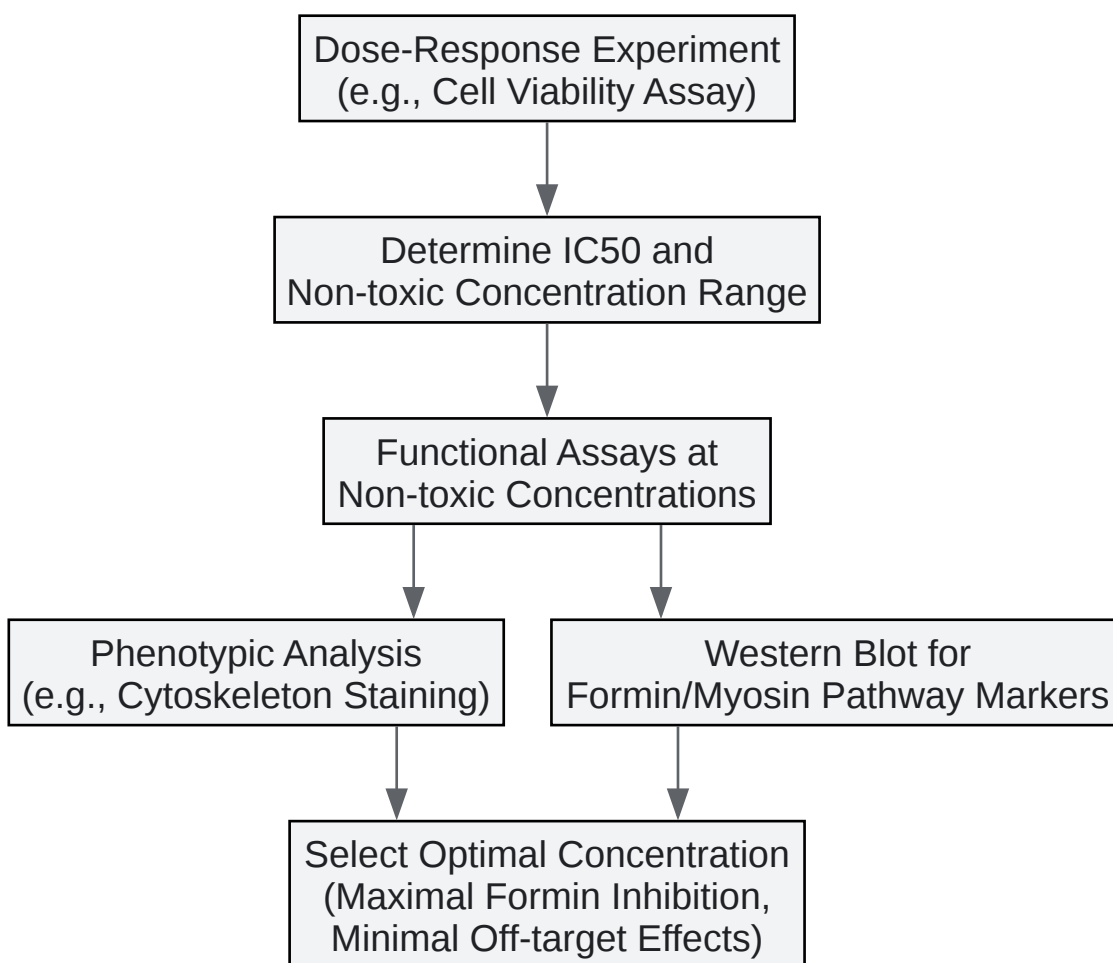 Dose-Response Experiment
(e.g., Cell Viability Assay)
Determine IC50 and
Non-toxic Concentration Range
Functional Assays at
Non-toxic Concentrations
Phenotypic Analysis
(e.g., Cytoskeleton Staining)
Western Blot for
Formin/Myosin Pathway Markers
Select Optimal Concentration
(Maximal Formin Inhibition,
Minimal Off-target Effects)